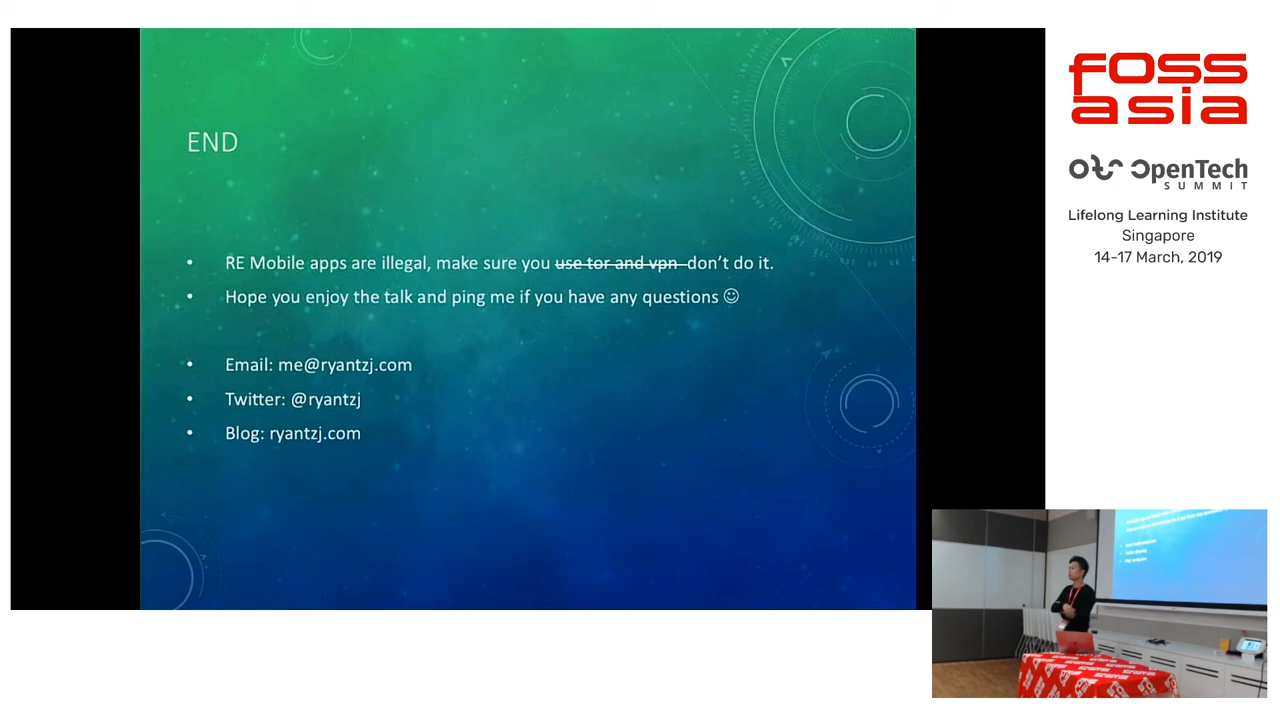 END
• RE Mobile apps are illegal, make sure you use tor and vpn don't do it.
• Hope you enjoy the talk and ping me if you have any questions ☺
• Email: me@ryantzj.com
• Twitter: @ryantzj
• Blog: ryantzj.com
fossasia
OpenTech
SUMMIT
Lifelong Learning Institute
Singapore
14-17 March, 2019